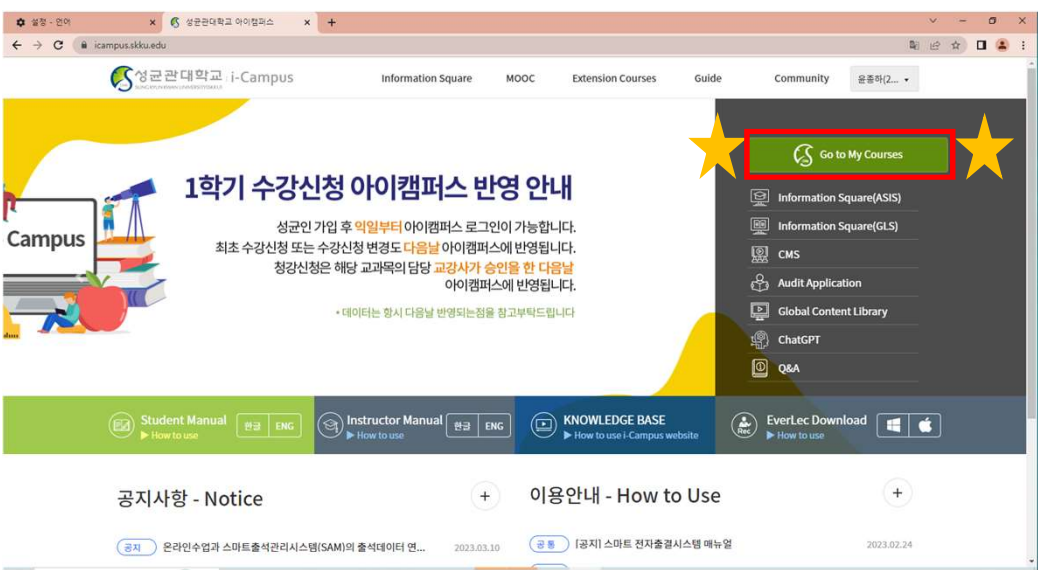 설정 - 언어
성균관대학교 아이캠퍼스
icampus.skku.edu
성균관대학교 i-Campus
SUNGKYUNKWAN UNIVERSITY(SKKU)
Information Square
MOOC
Extension Courses
Guide
Community
윤종하(2...
Go to My Courses
1학기 수강신청 아이캠퍼스 반영 안내
성균인 가입 후 익일부터 아이캠퍼스 로그인이 가능합니다.
최초 수강신청 또는 수강신청 변경도 다음날 아이캠퍼스에 반영됩니다.
청강신청은 해당 교과목의 담당 교강사가 승인을 한 다음날
아이캠퍼스에 반영됩니다.
• 데이터는 항시 다음날 반영되는점을 참고부탁드립니다
Campus
Information Square(ASIS)
Information Square(GLS)
CMS
Audit Application
Global Content Library
ChatGPT
Q&A
Student Manual
▶ How to use
한글 ENG
Instructor Manual
▶ How to use
한글 ENG
KNOWLEDGE BASE
▶ How to use i-Campus website
Rec
EverLec Download
▶ How to use
공지사항 - Notice
+
공지 온라인수업과 스마트출석관리시스템(SAM)의 출석데이터 연... 2023.03.10
이용안내 - How to Use
+
공통 [공지] 스마트 전자출결시스템 매뉴얼 2023.02.24